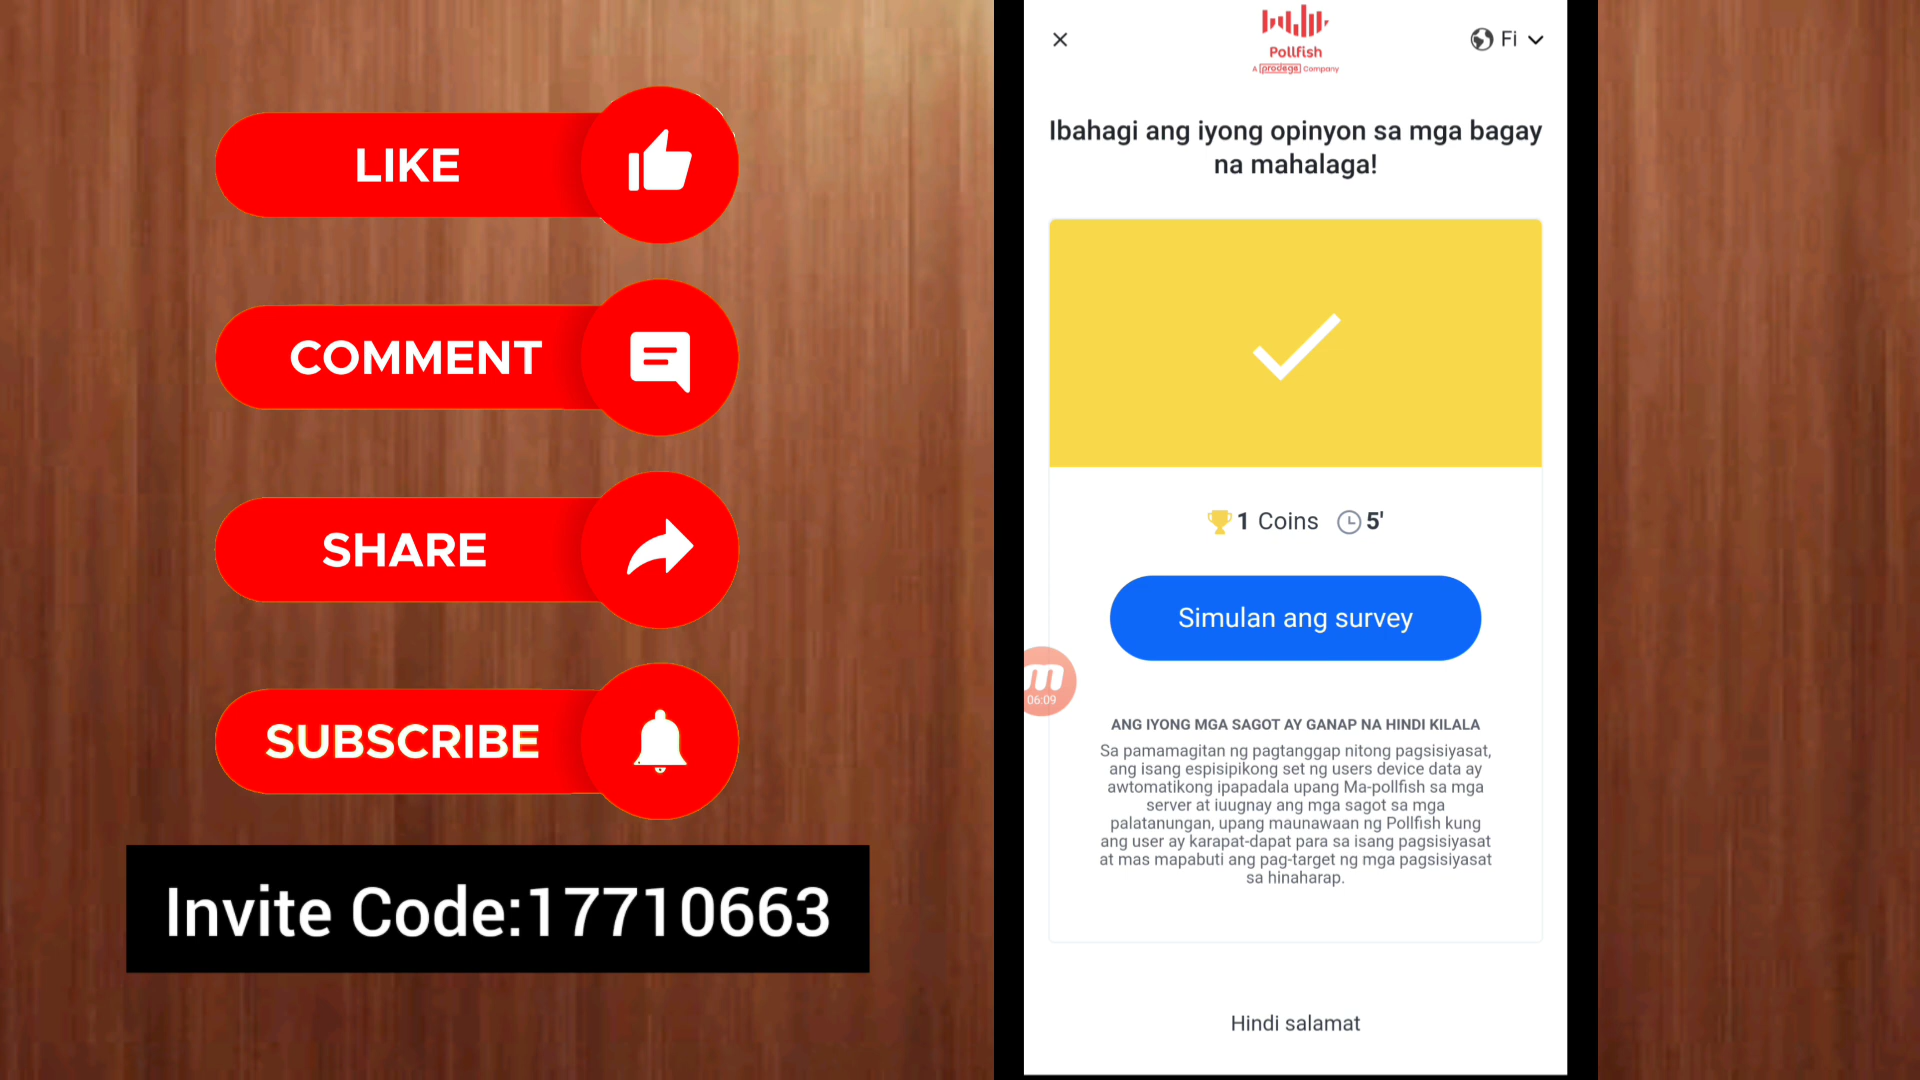 LIKE
COMMENT
SHARE
SUBSCRIBE
Invite Code:17710663
Pollfish
A prodege Company
Fi
Ibahagi ang iyong opinyon sa mga bagay
na mahalaga!
1 Coins 5'
Simulan ang survey
m
06:09
ANG IYONG MGA SAGOT AY GANAP NA HINDI KILALA
Sa pamamagitan ng pagtanggap nitong pagsisiyasat,
ang isang espisipikong set ng users device data ay
awtomatikong ipapadala upang Ma-pollfish sa mga
server at iuugnay ang mga sagot sa mga
palatanungan, upang maunawaan ng Pollfish kung
ang user ay karapat-dapat para sa isang pagsisiyasat
at mas mapabuti ang pag-target ng mga pagsisiyasat
sa hinaharap.
Hindi salamat